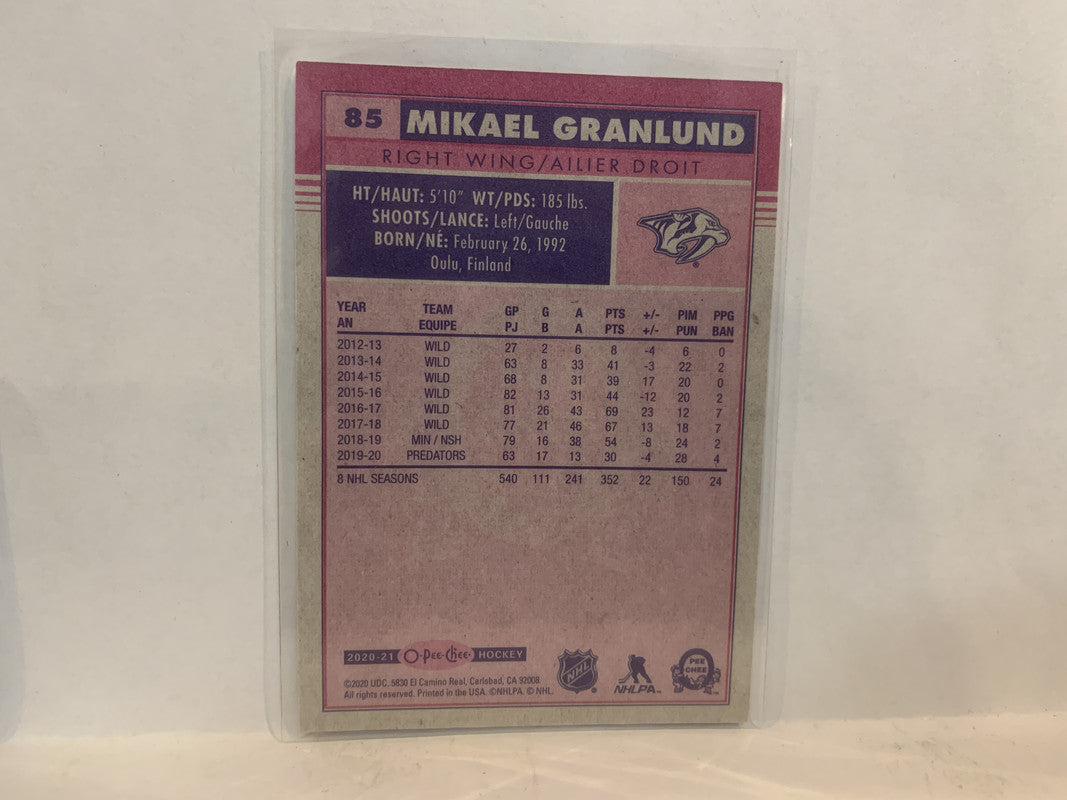 85 MIKAEL GRANLUND
RIGHT WING/AILIER DROIT
HT/HAUT: 5'10" WT/PDS: 185 lbs.
SHOOTS/LANCE: Left/Gauche
BORN/NÉ: February 26, 1992
Oulu, Finland
YEAR TEAM GP G A PTS +/- PIM PPG
AN EQUIPE PJ B A PTS +/- PUN BAN
2012-13 WILD 27 2 6 8 -4 6 0
2013-14 WILD 63 8 33 41 -3 22 2
2014-15 WILD 68 8 31 39 17 20 0
2015-16 WILD 82 13 31 44 -12 20 2
2016-17 WILD 81 26 43 69 23 12 7
2017-18 WILD 77 21 46 67 13 18 7
2018-19 MIN / NSH 79 16 38 54 -8 24 2
2019-20 PREDATORS 63 17 13 30 -4 28 4
8 NHL SEASONS 540 111 241 352 22 150 24
2020-21 O-Pee-Chee HOCKEY
©2020 UDC. 5830 El Camino Real, Carlsbad, CA 92008.
All rights reserved. Printed in the USA. ©NHLPA. © NHL.
NHL
NHLPA
PEE
CHEE